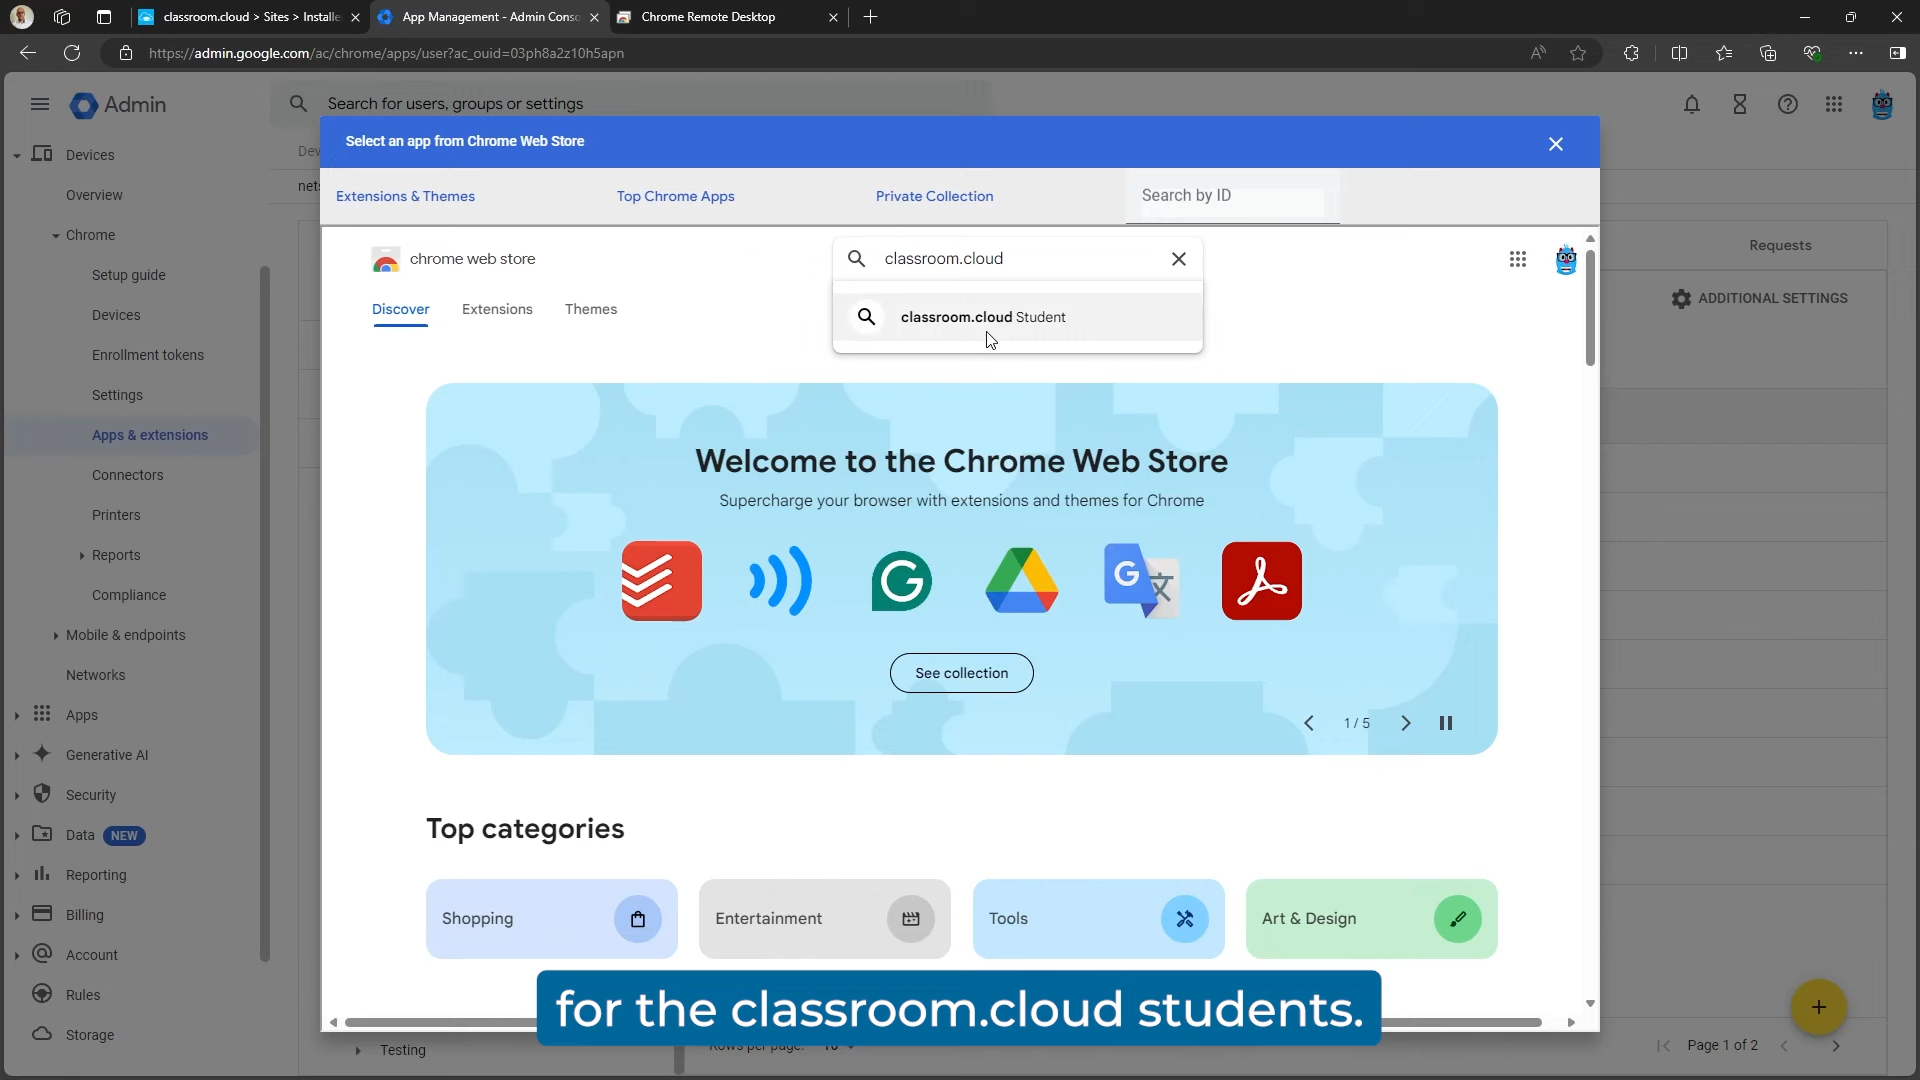 classroom.cloud > Sites > Installe
App Management - Admin Conso
Chrome Remote Desktop
https://admin.google.com/ac/chrome/apps/user?ac_ouid=03ph8a2z10h5apn
Admin
Search for users, groups or settings
Devices
Overview
Chrome
Setup guide
Devices
Enrollment tokens
Settings
Apps & extensions
Connectors
Printers
Reports
Compliance
Mobile & endpoints
Networks
Apps
Generative AI
Security
Data NEW
Reporting
Billing
Account
Rules
Storage
Dev
nets
Requests
ADDITIONAL SETTINGS
Select an app from Chrome Web Store
Extensions & Themes
Top Chrome Apps
Private Collection
Search by ID
chrome web store
classroom.cloud
classroom.cloud Student
Discover
Extensions
Themes
Welcome to the Chrome Web Store
Supercharge your browser with extensions and themes for Chrome
See collection
1 / 5
Top categories
Shopping
Entertainment
Tools
Art & Design
for the classroom.cloud students.
Testing
Rows per page: 10
Page 1 of 2